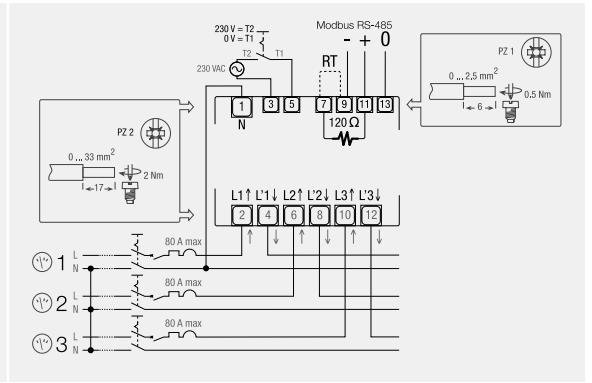 230 V = T2
0 V = T1
T2 T1
230 VAC
Modbus RS-485
- + 0
RT
1 3 5 7 9 11 13
N
120 Ω
PZ 1
0 ... 2.5 mm²
0.5 Nm
6
PZ 2
0 ... 33 mm²
2 Nm
17
L1↑ L'1↓ L2↑ L'2↓ L3↑ L'3↓
2 4 6 8 10 12
80 A max
1 L
N
80 A max
2 L
N
80 A max
3 L
N